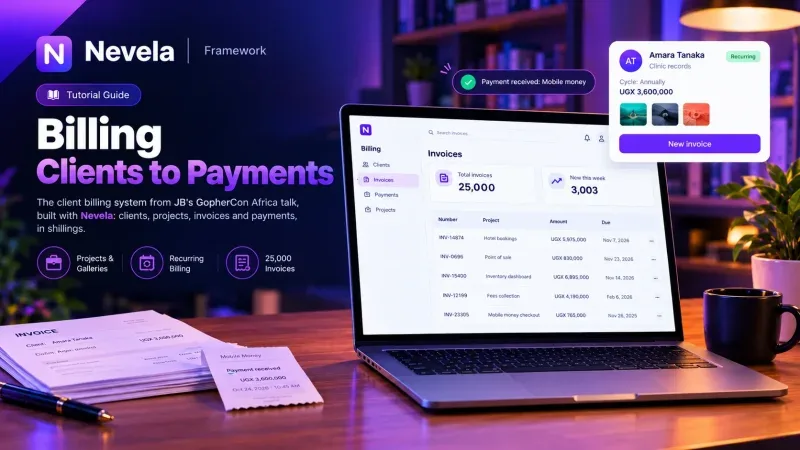 N Nevela | Framework
Tutorial Guide
Billing
Clients to Payments
The client billing system from JB's GopherCon Africa talk,
built with Nevela: clients, projects, invoices and payments,
in shillings.
Projects &
Galleries
Recurring
Billing
25,000
Invoices
Payment received: Mobile money
AT
Amara Tanaka
Clinic records
Recurring
Cycle: Annually
UGX 3,600,000
New invoice
N
Search invoices...
Billing
Clients
Invoices
Payments
Projects
Invoices
Total invoices
25,000
New this week
3,003
Number Project Amount Due
INV-14874 Hotel bookings UGX 5,975,000 Nov 7, 2026
INV-0696 Point of sale UGX 830,000 Nov 23, 2026
INV-15400 Inventory dashboard UGX 6,895,000 Nov 14, 2026
INV-12199 Fees collection UGX 4,190,000 Feb 6, 2026
INV-23305 Mobile money checkout UGX 765,000 Nov 26, 2025
INVOICE
Client: Amara Tanaka
UGX 3,600,000
Mobile Money
Payment received
UGX 3,600,000